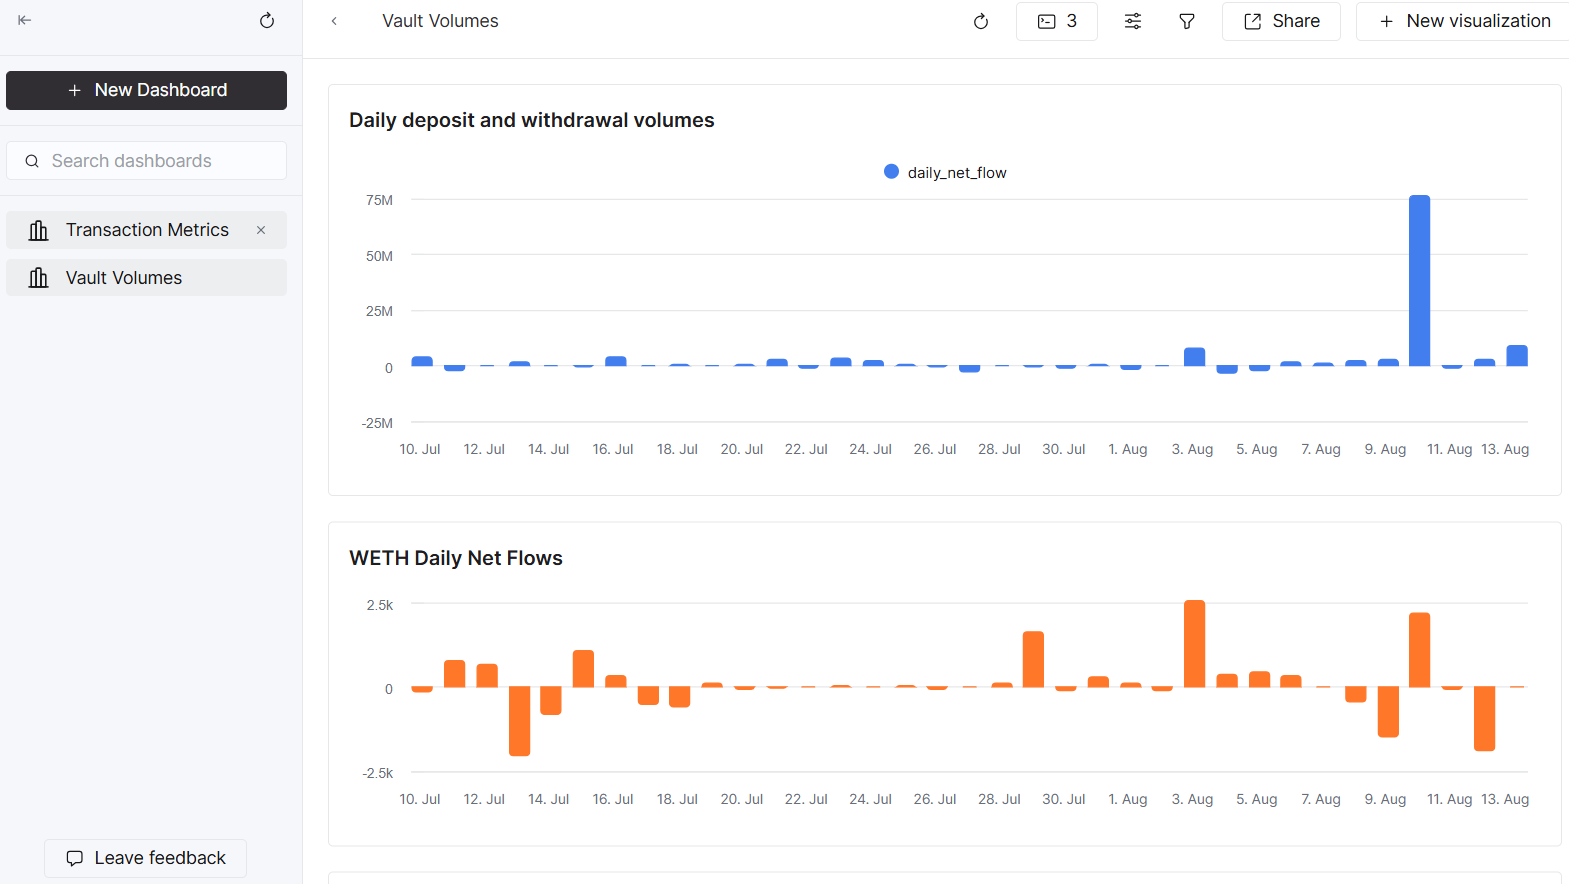 Vault Volumes
3
Share
New visualization
New Dashboard
Search dashboards
Transaction Metrics
Vault Volumes
Leave feedback
Daily deposit and withdrawal volumes
daily_net_flow
75M
50M
25M
0
-25M
10. Jul 12. Jul 14. Jul 16. Jul 18. Jul 20. Jul 22. Jul 24. Jul 26. Jul 28. Jul 30. Jul 1. Aug 3. Aug 5. Aug 7. Aug 9. Aug 11. Aug 13. Aug
WETH Daily Net Flows
2.5k
0
-2.5k
10. Jul 12. Jul 14. Jul 16. Jul 18. Jul 20. Jul 22. Jul 24. Jul 26. Jul 28. Jul 30. Jul 1. Aug 3. Aug 5. Aug 7. Aug 9. Aug 11. Aug 13. Aug